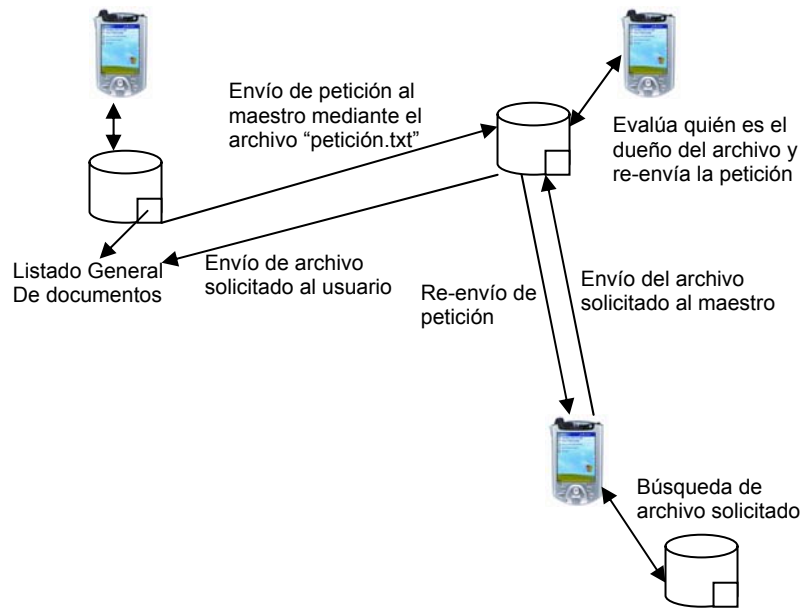 Envío de petición al
maestro mediante el
archivo “petición.txt”
Evalúa quién es el
dueño del archivo y
re-envía la petición
Listado General
De documentos
Envío de archivo
solicitado al usuario
Re-envío de
petición
Envío del archivo
solicitado al maestro
Búsqueda de
archivo solicitado